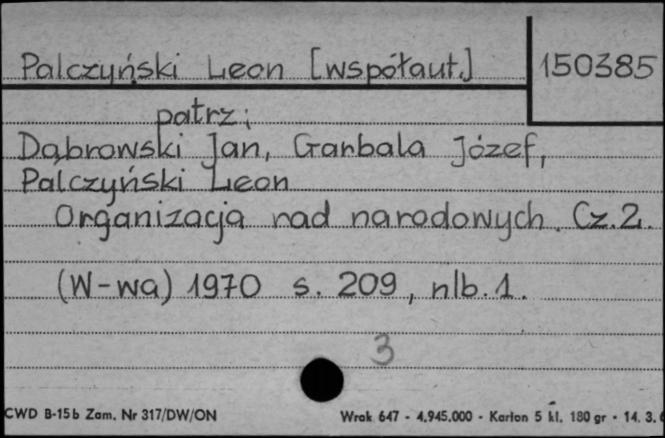 Palczyński Leon [współaut.] 150385
patrz:
Dąbrowski Jan, Garbala Józef,
Palczyński Leon
Organizacja rad narodowych. Cz.2.
(W-wa) 1970 s. 209, nlb. 1.
3
CWD B-15b Zam. Nr 317/DW/ON Wrok 647 - 4.945.000 - Karton 5 kl. 180 gr - 14. 3.